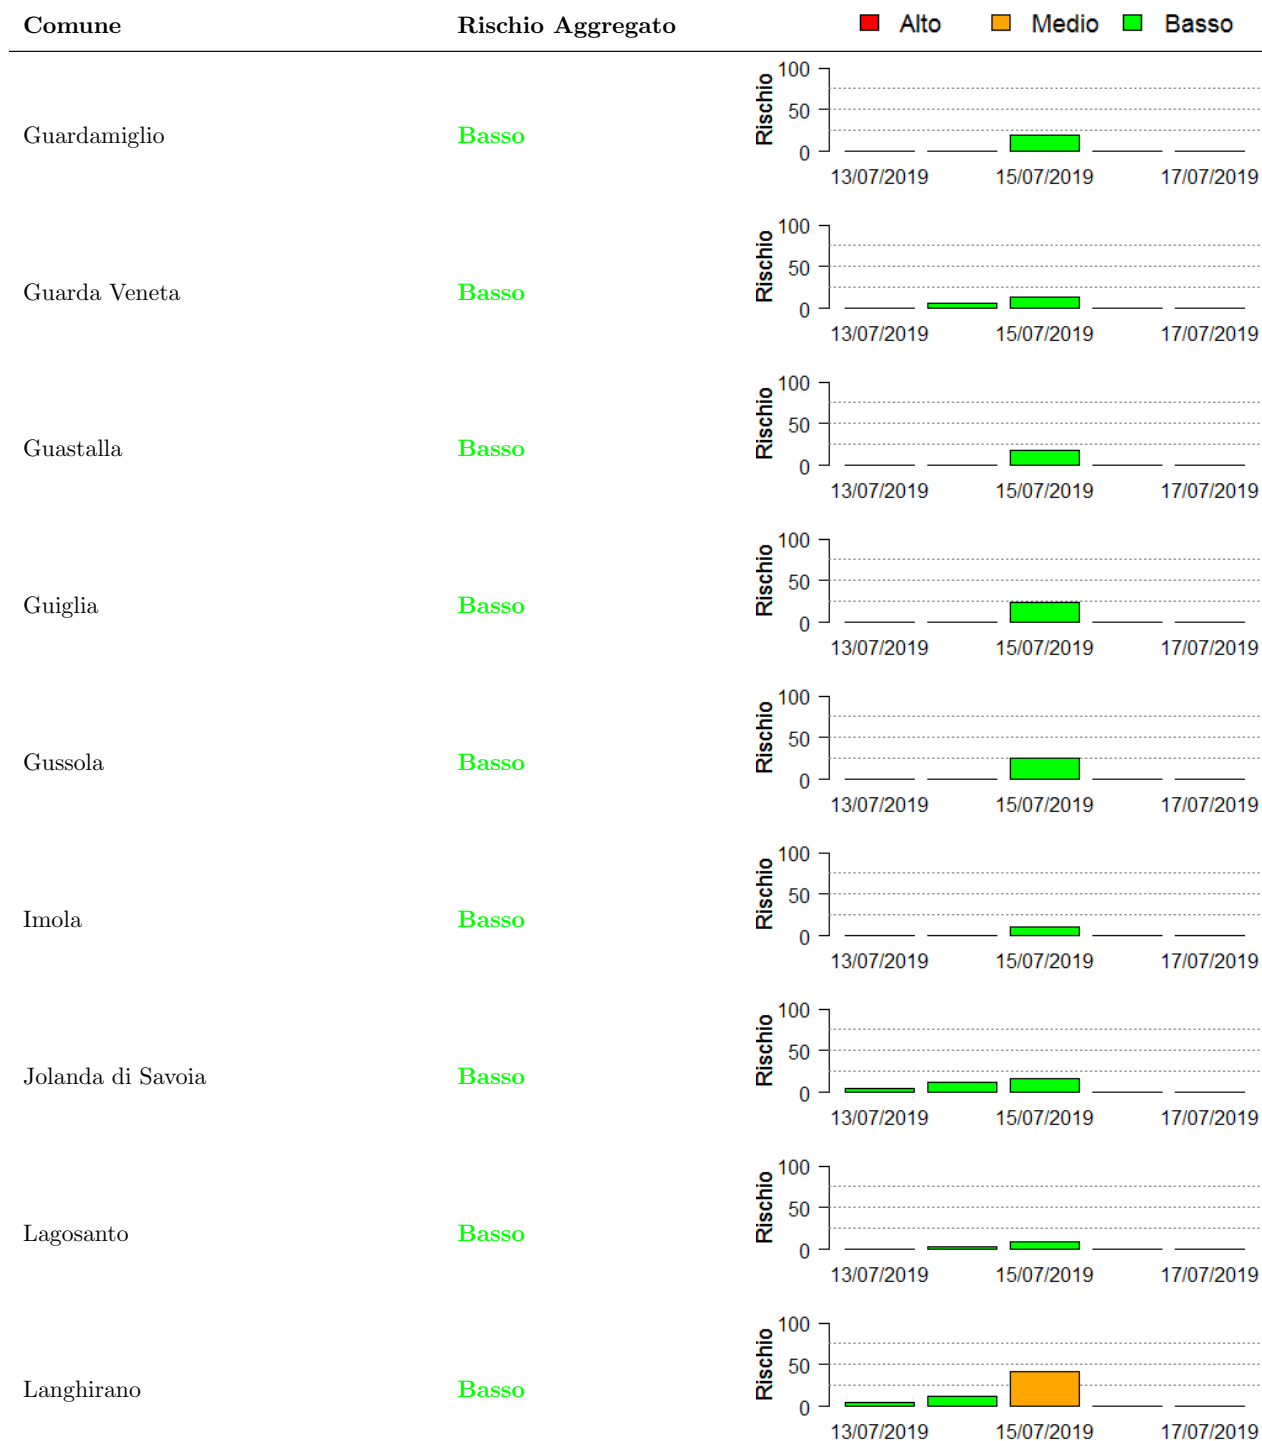 Comune Rischio Aggregato Alto Medio Basso
100
50
0
Rischio
Guardamiglio Basso
13/07/2019 15/07/2019 17/07/2019
100
50
0
Rischio
Guarda Veneta Basso
13/07/2019 15/07/2019 17/07/2019
100
50
0
Rischio
Guastalla Basso
13/07/2019 15/07/2019 17/07/2019
100
50
0
Rischio
Guiglia Basso
13/07/2019 15/07/2019 17/07/2019
100
50
0
Rischio
Gussola Basso
13/07/2019 15/07/2019 17/07/2019
100
50
0
Rischio
Imola Basso
13/07/2019 15/07/2019 17/07/2019
100
50
0
Rischio
Jolanda di Savoia Basso
13/07/2019 15/07/2019 17/07/2019
100
50
0
Rischio
Lagosanto Basso
13/07/2019 15/07/2019 17/07/2019
100
50
0
Rischio
Langhirano Basso
13/07/2019 15/07/2019 17/07/2019